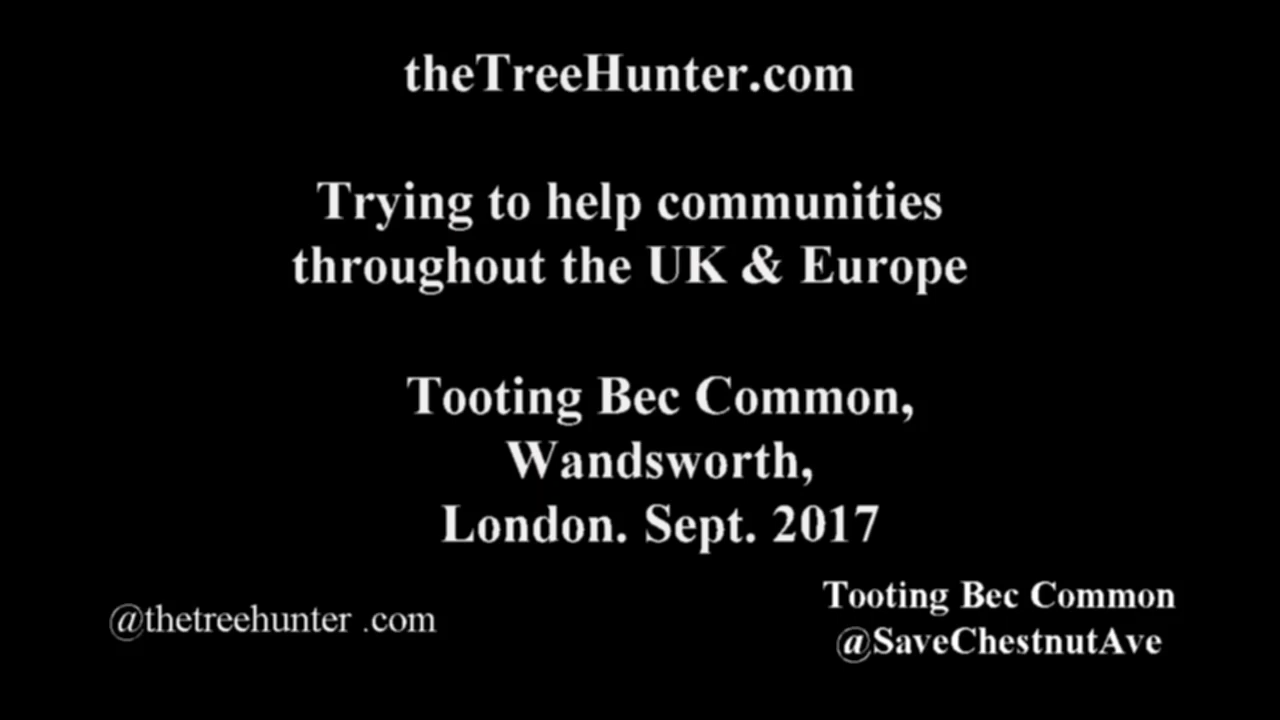 theTreeHunter.com
Trying to help communities
throughout the UK & Europe
Tooting Bec Common,
Wandsworth,
London. Sept. 2017
@thetreehunter .com
Tooting Bec Common
@SaveChestnutAve